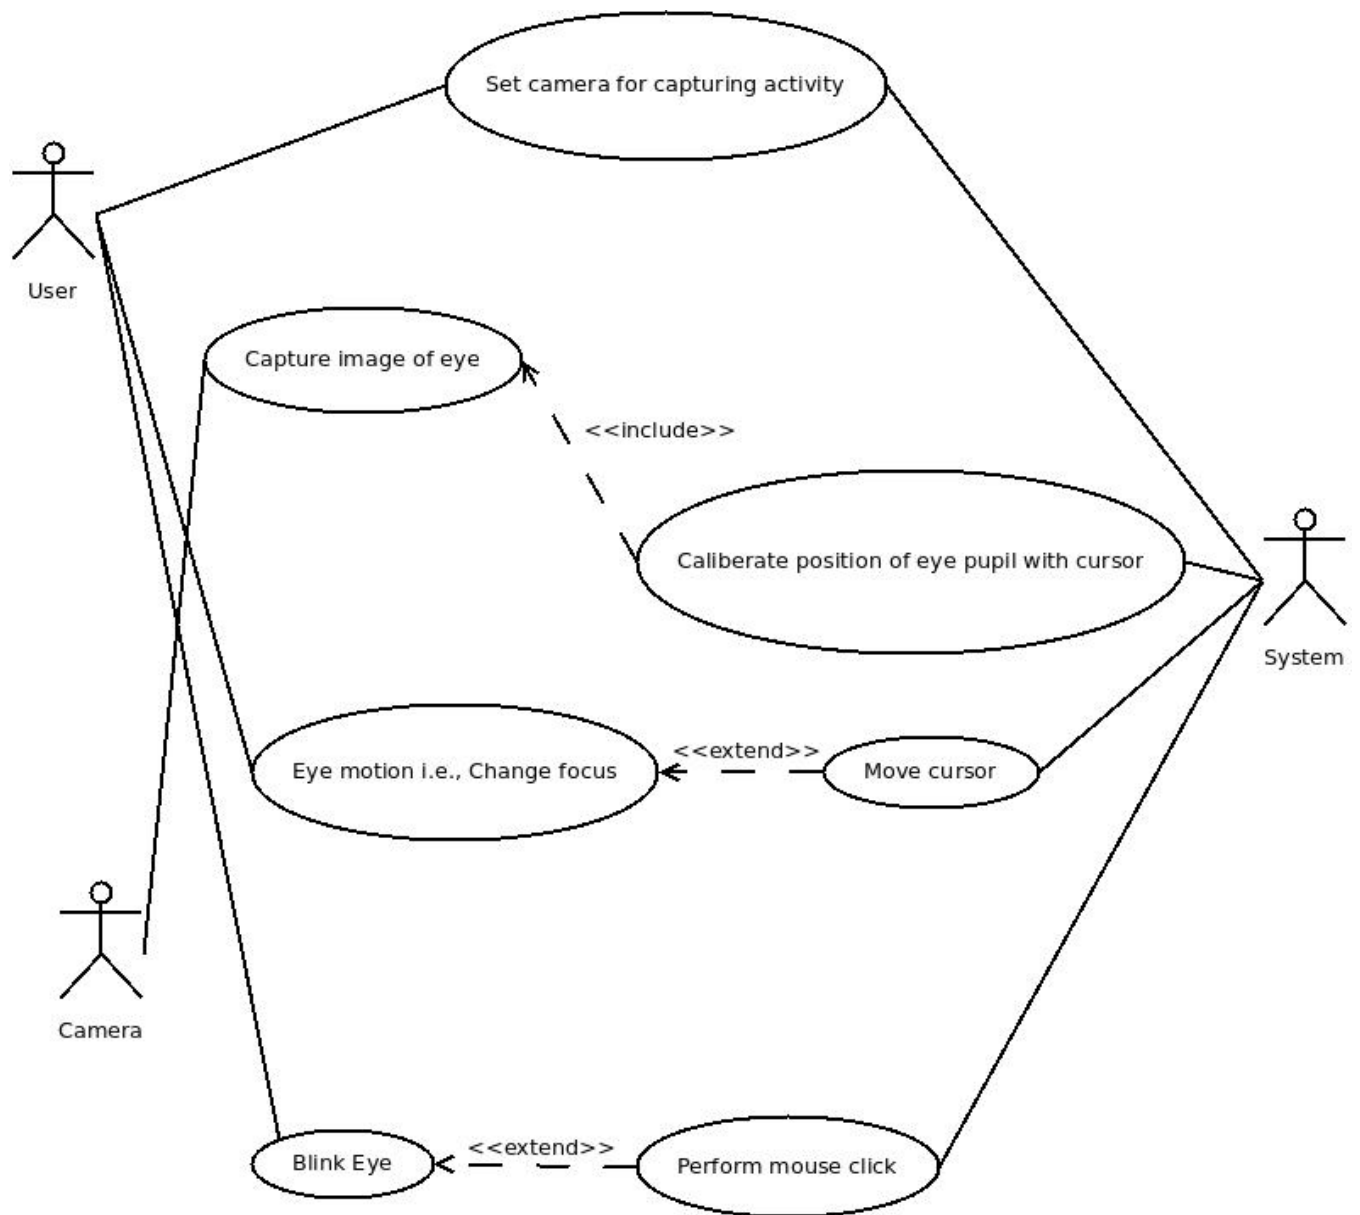 Set camera for capturing activity
User
Capture image of eye
<<include>>
Caliberate position of eye pupil with cursor
System
<<extend>>
Eye motion i.e., Change focus
Move cursor
Camera
<<extend>>
Blink Eye
Perform mouse click